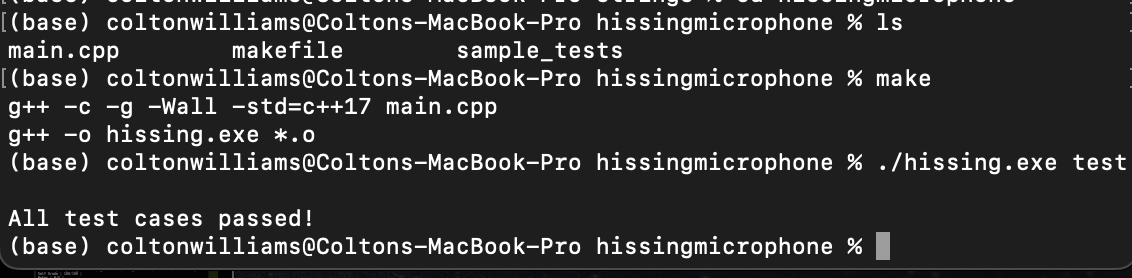 [(base) coltonwilliams@Coltons-MacBook-Pro hissingmicrophone % ls
main.cpp makefile sample_tests
[(base) coltonwilliams@Coltons-MacBook-Pro hissingmicrophone % make
g++ -c -g -Wall -std=c++17 main.cpp
g++ -o hissing.exe *.o
(base) coltonwilliams@Coltons-MacBook-Pro hissingmicrophone % ./hissing.exe test
All test cases passed!
(base) coltonwilliams@Coltons-MacBook-Pro hissingmicrophone %